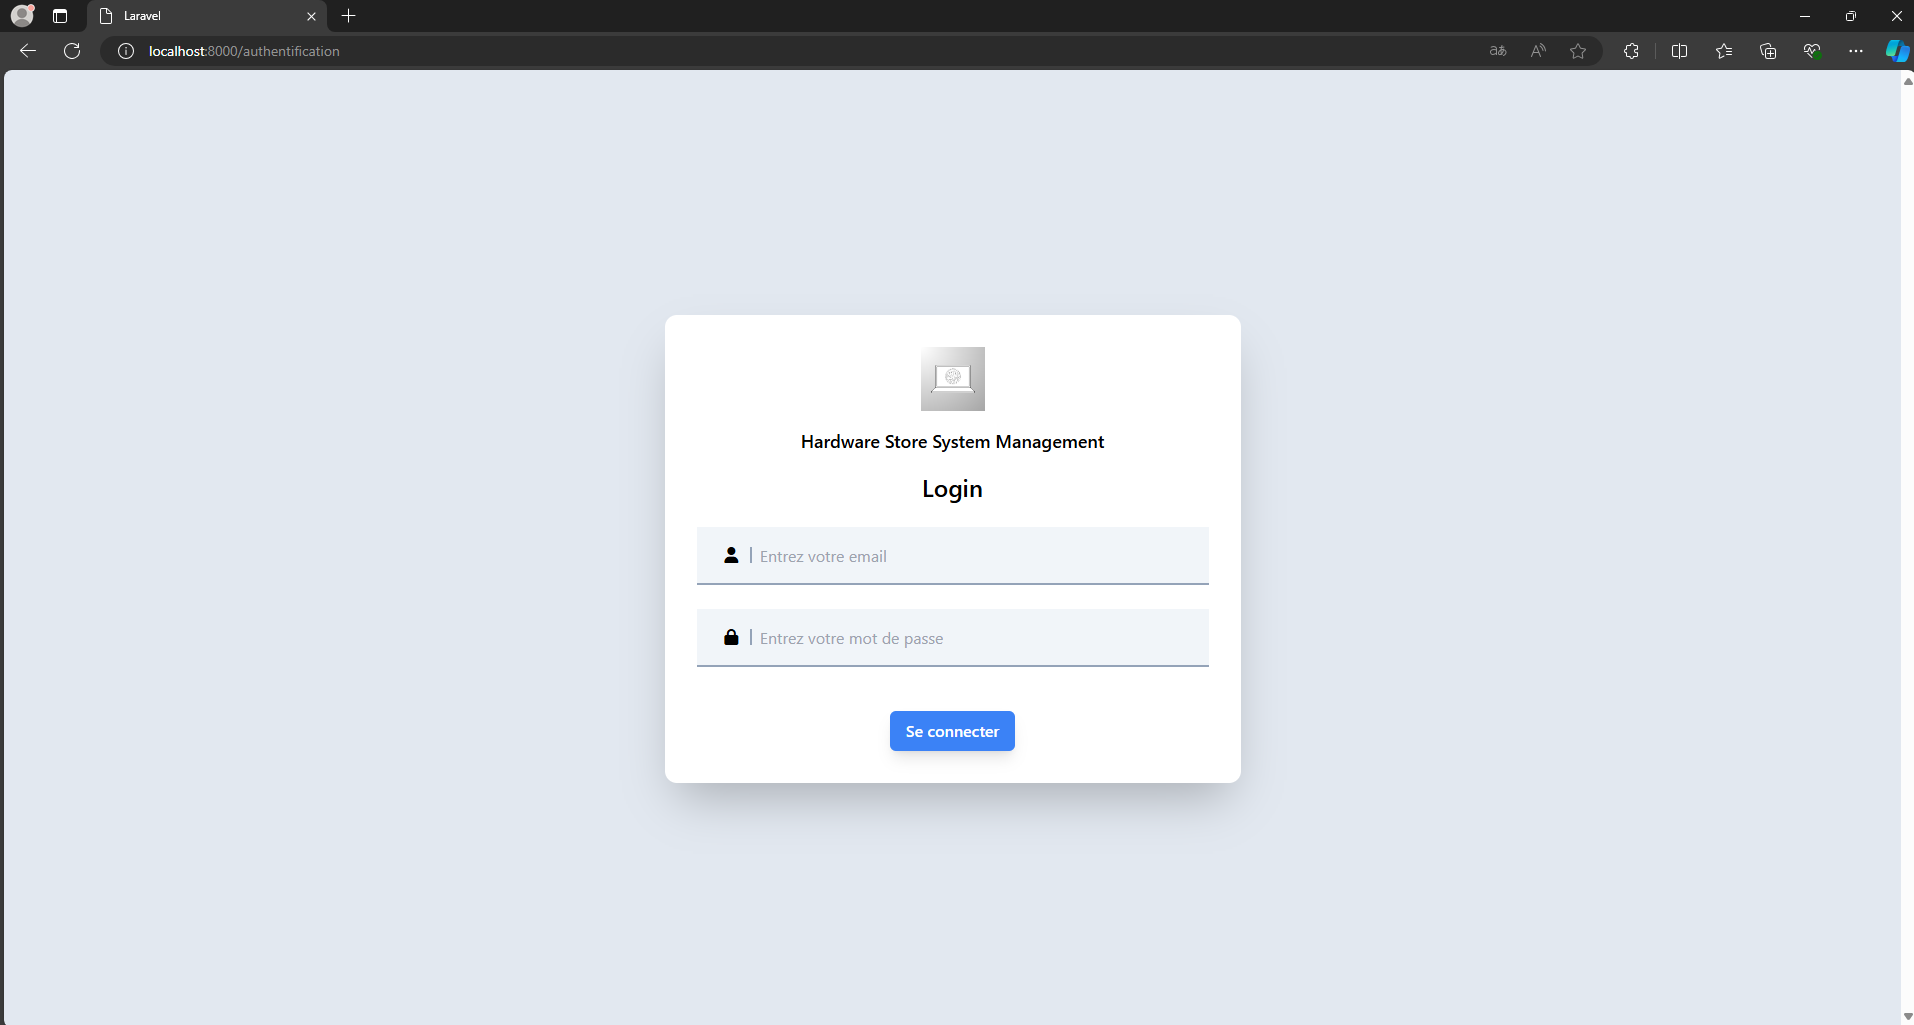 Laravel
localhost:8000/authentification
Hardware Store System Management
Login
Entrez votre email
Entrez votre mot de passe
Se connecter